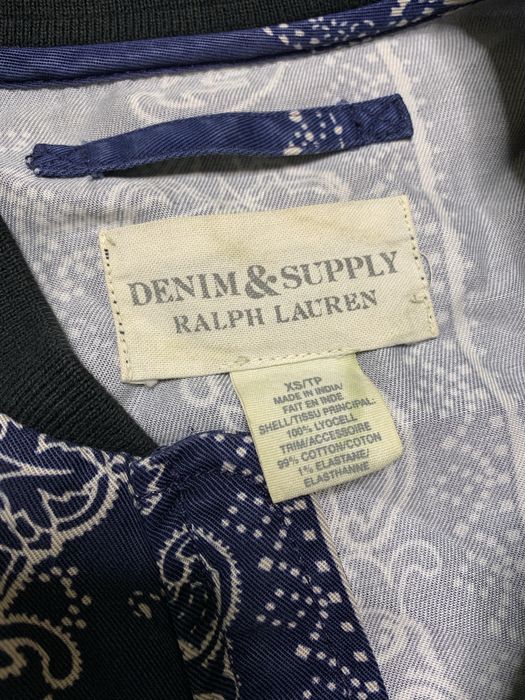 DENIM & SUPPLY
RALPH LAUREN
XS/TP
MADE IN INDIA/
FAIT EN INDE
SHELL/TISSU PRINCIPAL:
100% LYOCELL
TRIM/ACCESSOIRE
99% COTTON/COTON
1% ELASTANE/
ELASTHANNE